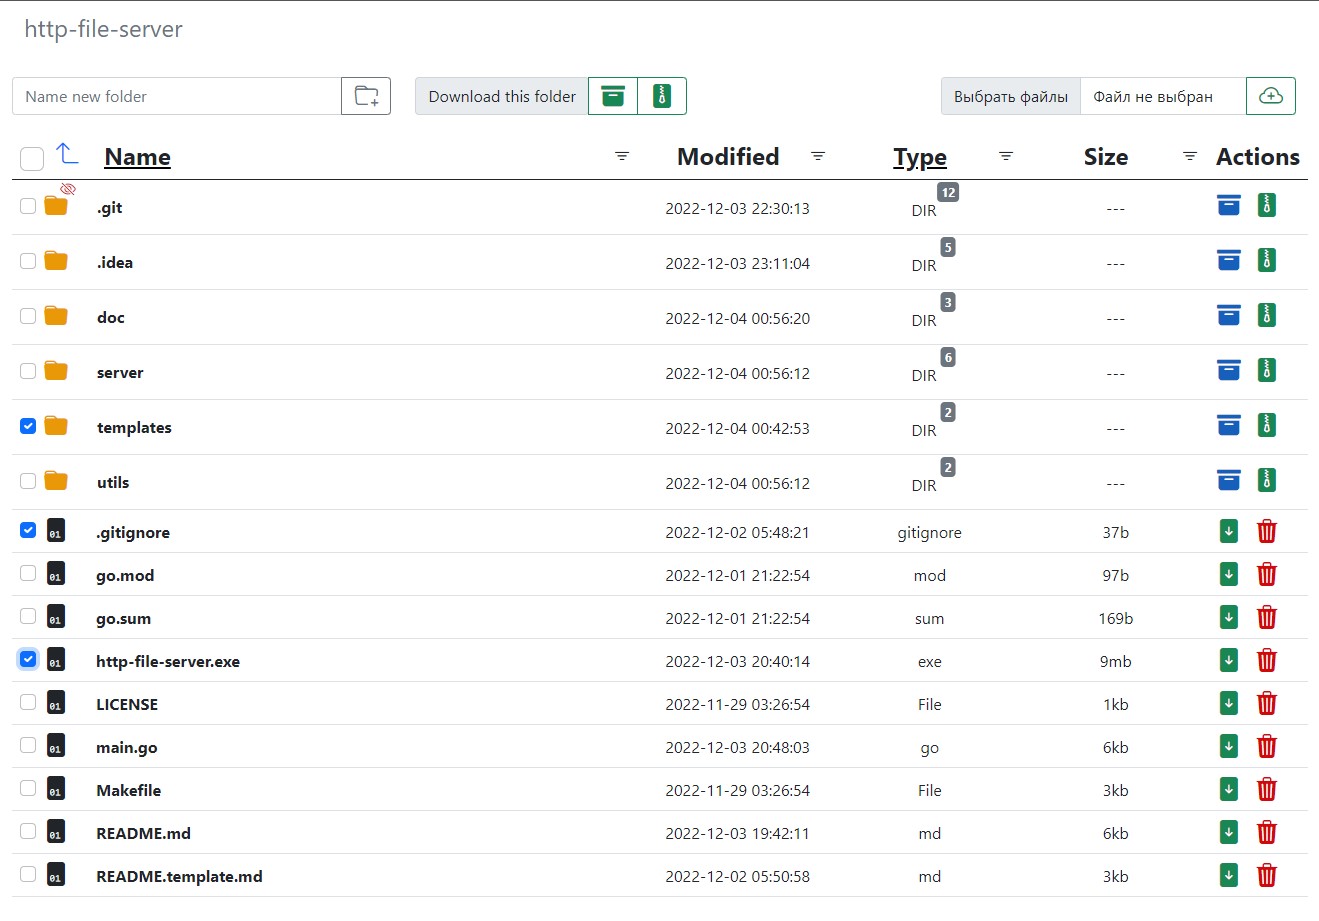 http-file-server
Name new folder Download this folder Выбрать файлы Файл не выбран
Name Modified Type Size Actions
.git 2022-12-03 22:30:13 DIR 12 ---
.idea 2022-12-03 23:11:04 DIR 5 ---
doc 2022-12-04 00:56:20 DIR 3 ---
server 2022-12-04 00:56:12 DIR 6 ---
templates 2022-12-04 00:42:53 DIR 2 ---
utils 2022-12-04 00:56:12 DIR 2 ---
01 .gitignore 2022-12-02 05:48:21 gitignore 37b
01 go.mod 2022-12-01 21:22:54 mod 97b
01 go.sum 2022-12-01 21:22:54 sum 169b
01 http-file-server.exe 2022-12-03 20:40:14 exe 9mb
01 LICENSE 2022-11-29 03:26:54 File 1kb
01 main.go 2022-12-03 20:48:03 go 6kb
01 Makefile 2022-11-29 03:26:54 File 3kb
01 README.md 2022-12-03 19:42:11 md 6kb
01 README.template.md 2022-12-02 05:50:58 md 3kb